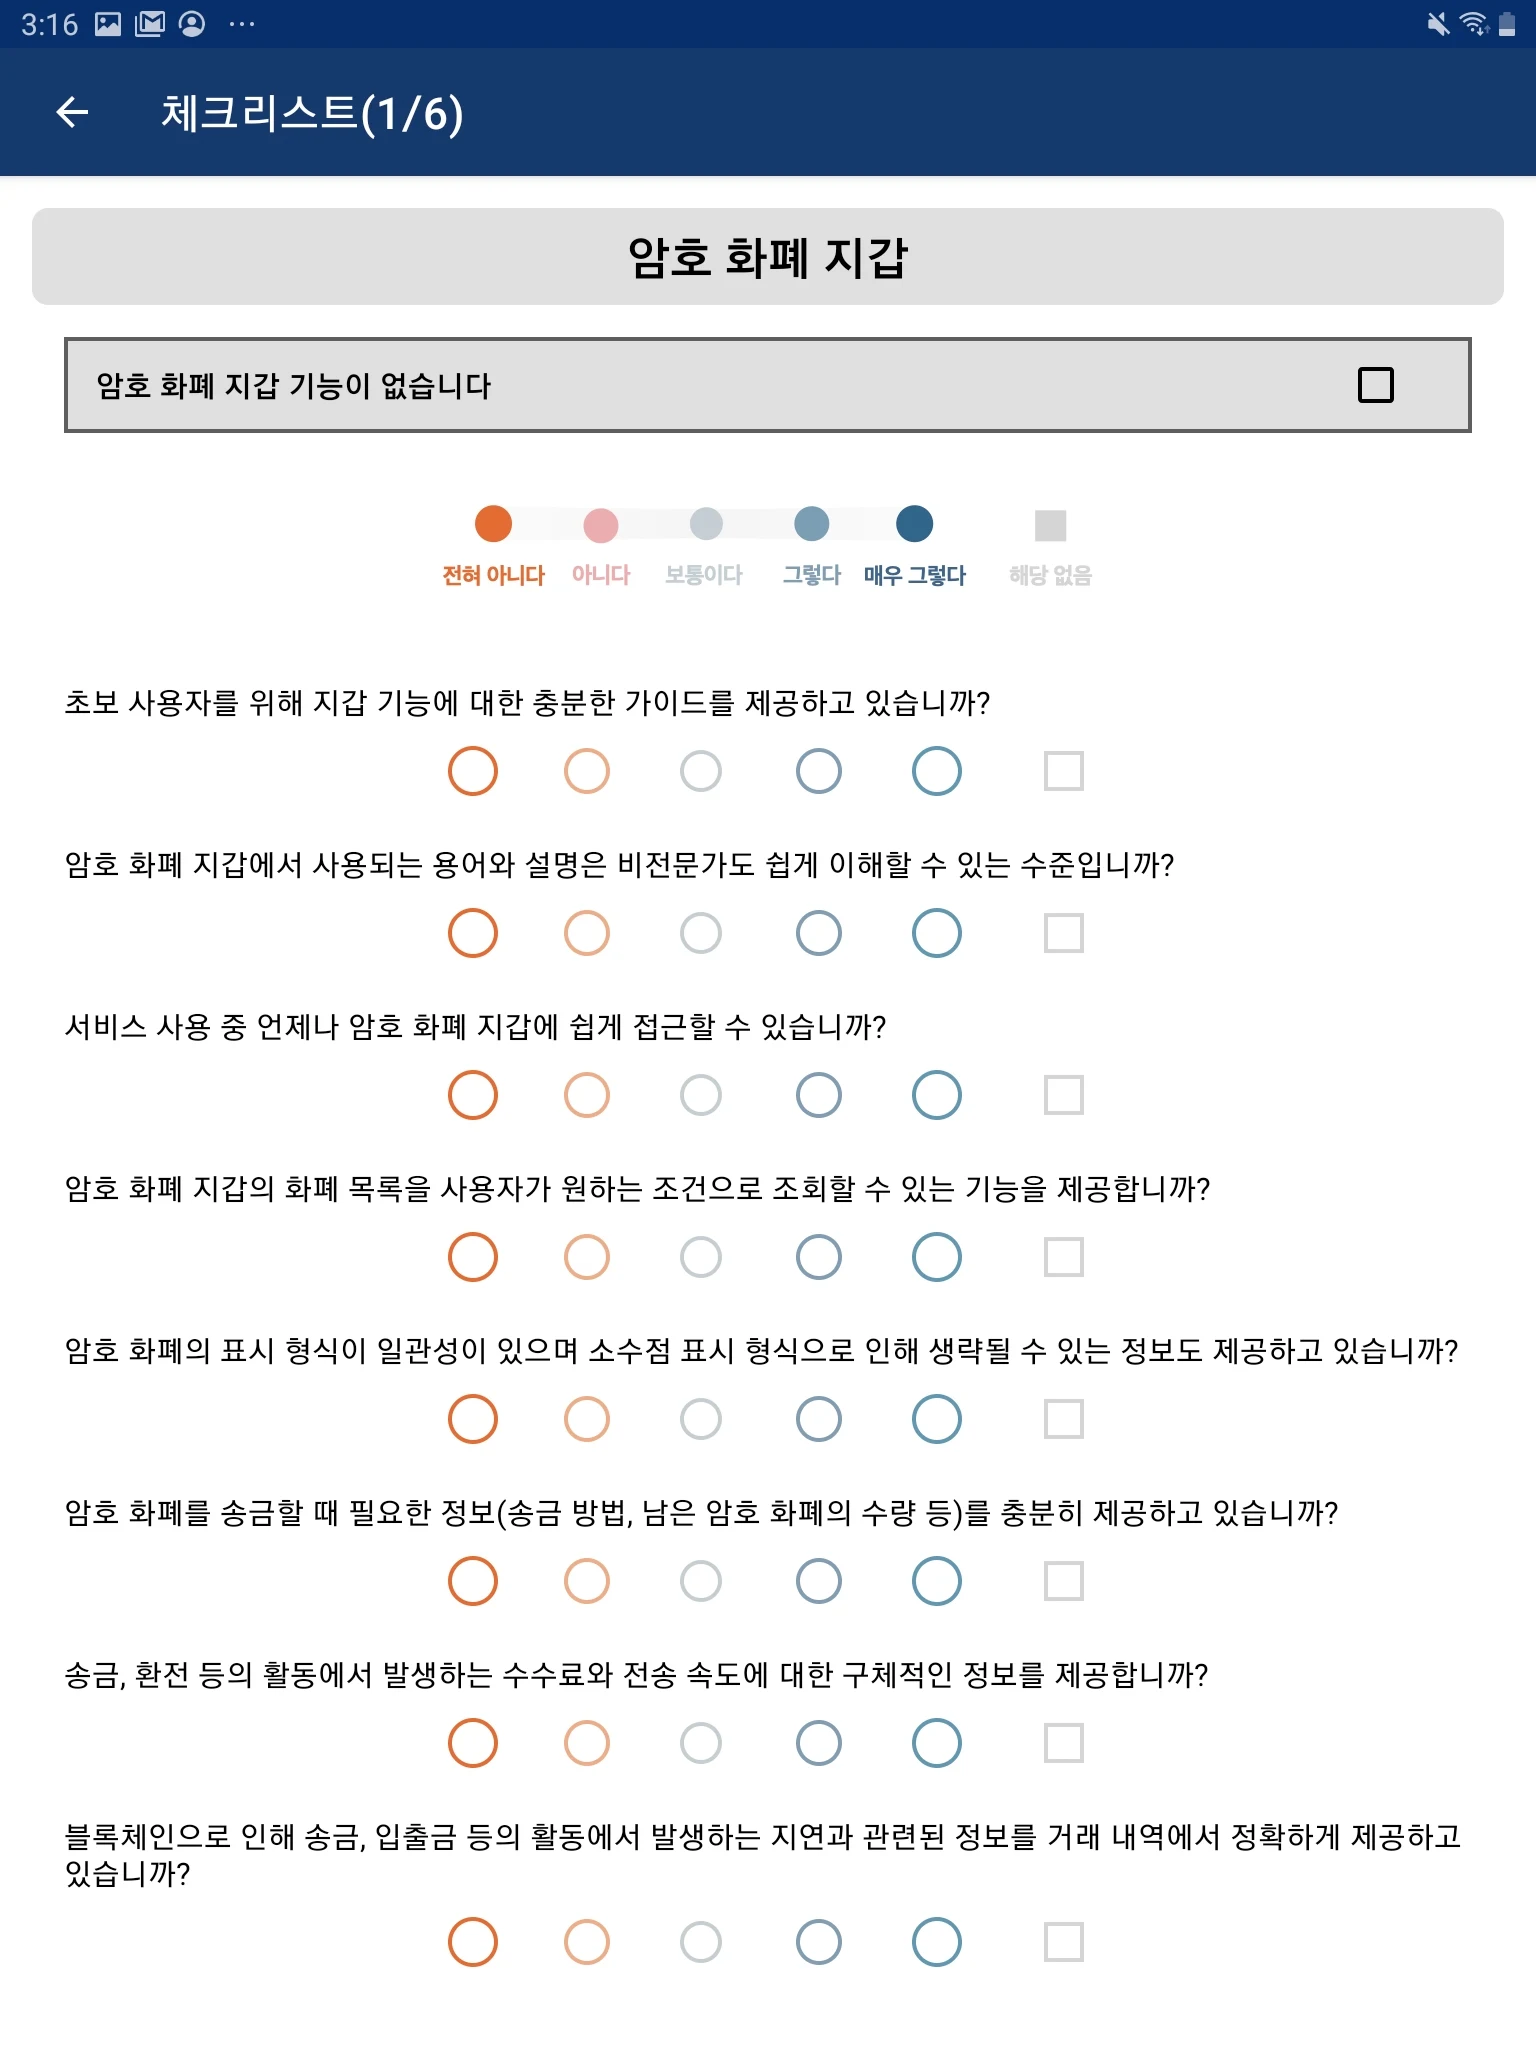 3:16
체크리스트(1/6)
암호 화폐 지갑
암호 화폐 지갑 기능이 없습니다
전혀 아니다 아니다 보통이다 그렇다 매우 그렇다 해당 없음
초보 사용자를 위해 지갑 기능에 대한 충분한 가이드를 제공하고 있습니까?
암호 화폐 지갑에서 사용되는 용어와 설명은 비전문가도 쉽게 이해할 수 있는 수준입니까?
서비스 사용 중 언제나 암호 화폐 지갑에 쉽게 접근할 수 있습니까?
암호 화폐 지갑의 화폐 목록을 사용자가 원하는 조건으로 조회할 수 있는 기능을 제공합니까?
암호 화폐의 표시 형식이 일관성이 있으며 소수점 표시 형식으로 인해 생략될 수 있는 정보도 제공하고 있습니까?
암호 화폐를 송금할 때 필요한 정보(송금 방법, 남은 암호 화폐의 수량 등)를 충분히 제공하고 있습니까?
송금, 환전 등의 활동에서 발생하는 수수료와 전송 속도에 대한 구체적인 정보를 제공합니까?
블록체인으로 인해 송금, 입출금 등의 활동에서 발생하는 지연과 관련된 정보를 거래 내역에서 정확하게 제공하고
있습니까?